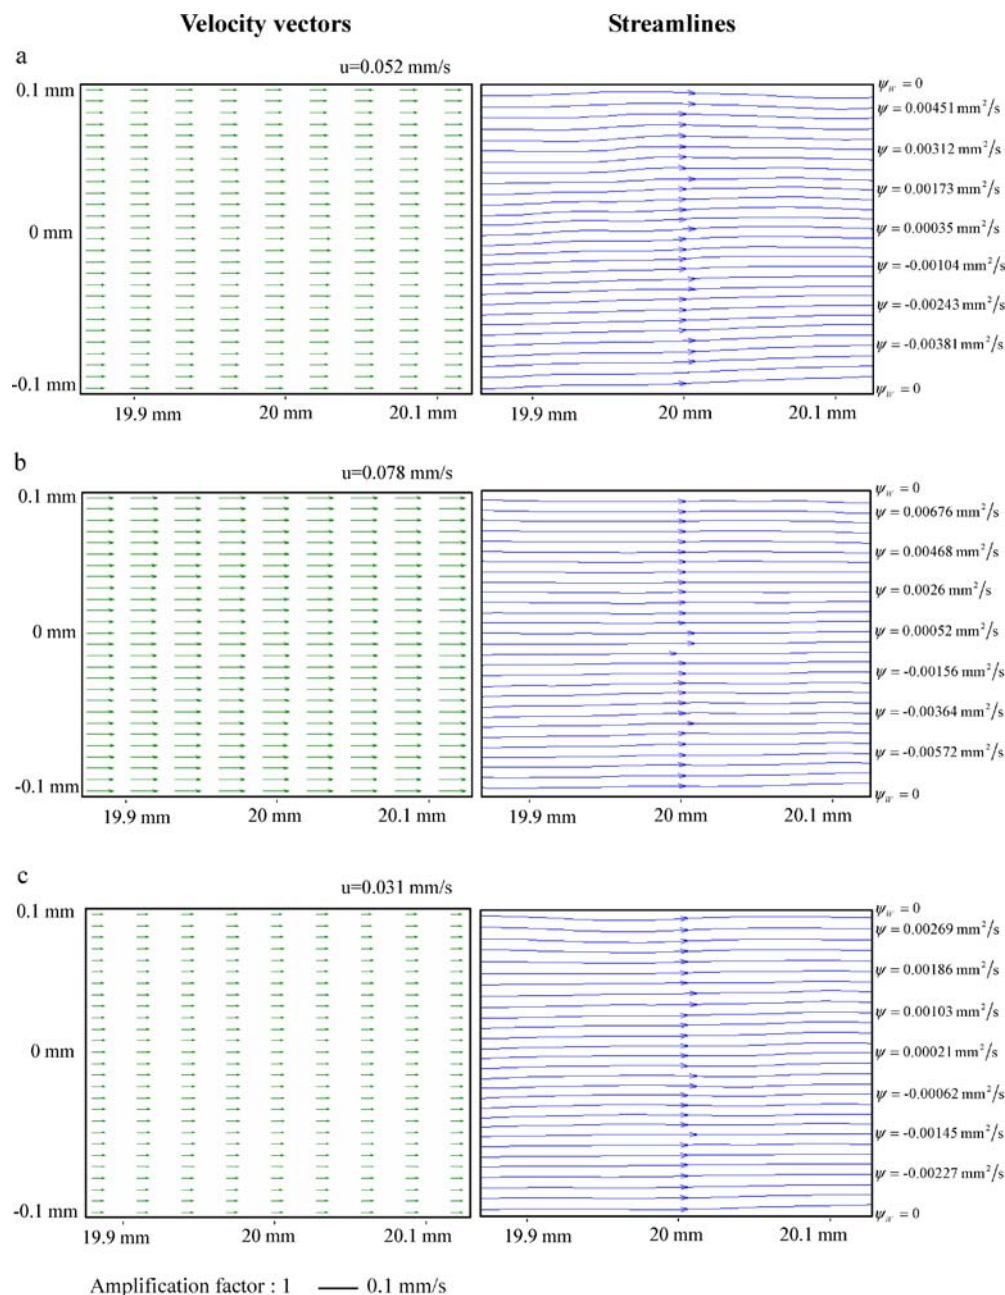 Velocity vectors Streamlines
a
u=0.052 mm/s
0.1 mm
0 mm
-0.1 mm
19.9 mm 20 mm 20.1 mm
ψw = 0
ψ = 0.00451 mm²/s
ψ = 0.00312 mm²/s
ψ = 0.00173 mm²/s
ψ = 0.00035 mm²/s
ψ = -0.00104 mm²/s
ψ = -0.00243 mm²/s
ψ = -0.00381 mm²/s
ψw = 0
19.9 mm 20 mm 20.1 mm
b
u=0.078 mm/s
0.1 mm
0 mm
-0.1 mm
19.9 mm 20 mm 20.1 mm
ψw = 0
ψ = 0.00676 mm²/s
ψ = 0.00468 mm²/s
ψ = 0.0026 mm²/s
ψ = 0.00052 mm²/s
ψ = -0.00156 mm²/s
ψ = -0.00364 mm²/s
ψ = -0.00572 mm²/s
ψw = 0
19.9 mm 20 mm 20.1 mm
c
u=0.031 mm/s
0.1 mm
0 mm
-0.1 mm
19.9 mm 20 mm 20.1 mm
ψw = 0
ψ = 0.00269 mm²/s
ψ = 0.00186 mm²/s
ψ = 0.00103 mm²/s
ψ = 0.00021 mm²/s
ψ = -0.00062 mm²/s
ψ = -0.00145 mm²/s
ψ = -0.00227 mm²/s
ψw = 0
19.9 mm 20 mm 20.1 mm
Amplification factor : 1 0.1 mm/s